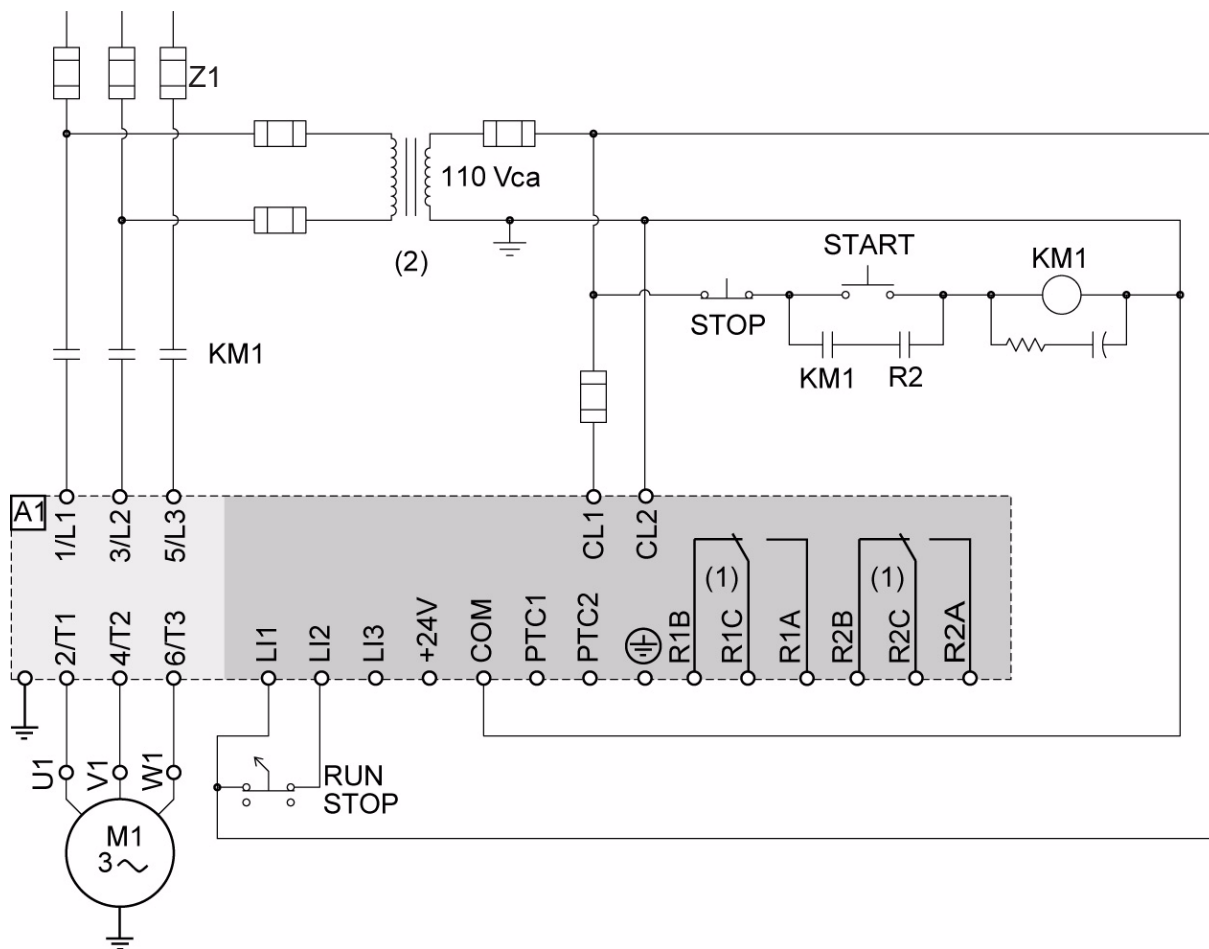 Z1
110 Vca
(2)
START
KM1
STOP
KM1
KM1
R2
A1
1/L1
3/L2
5/L3
CL1
CL2
2/T1
4/T2
6/T3
LI1
LI2
LI3
+24V
COM
PTC1
PTC2
R1B
(1)
R1C
R1A
R2B
(1)
R2C
R2A
U1
V1
W1
RUN
STOP
M1
3~